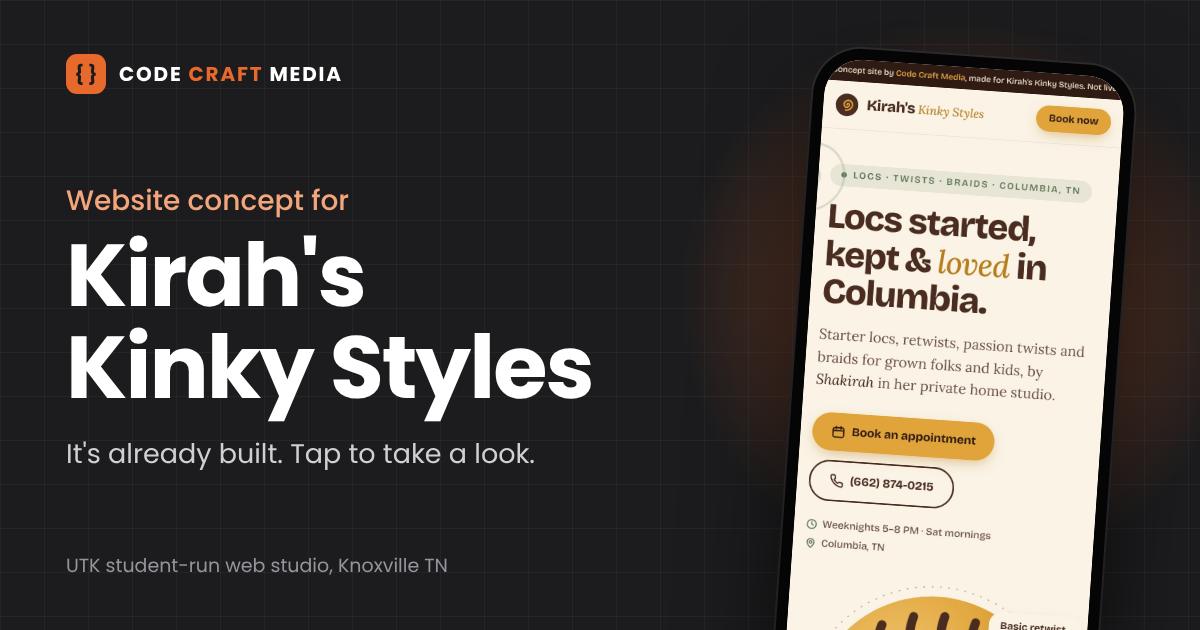 { } CODE CRAFT MEDIA
Website concept for
Kirah's
Kinky Styles
It's already built. Tap to take a look.
UTK student-run web studio, Knoxville TN
concept site by Code Craft Media, made for Kirah's Kinky Styles. Not live
Kirah's Kinky Styles
Book now
LOCS · TWISTS · BRAIDS · COLUMBIA, TN
Locs started,
kept & loved in
Columbia.
Starter locs, retwists, passion twists and
braids for grown folks and kids, by
Shakirah in her private home studio.
Book an appointment
(662) 874-0215
Weeknights 5–8 PM · Sat mornings
Columbia, TN
Basic retwist